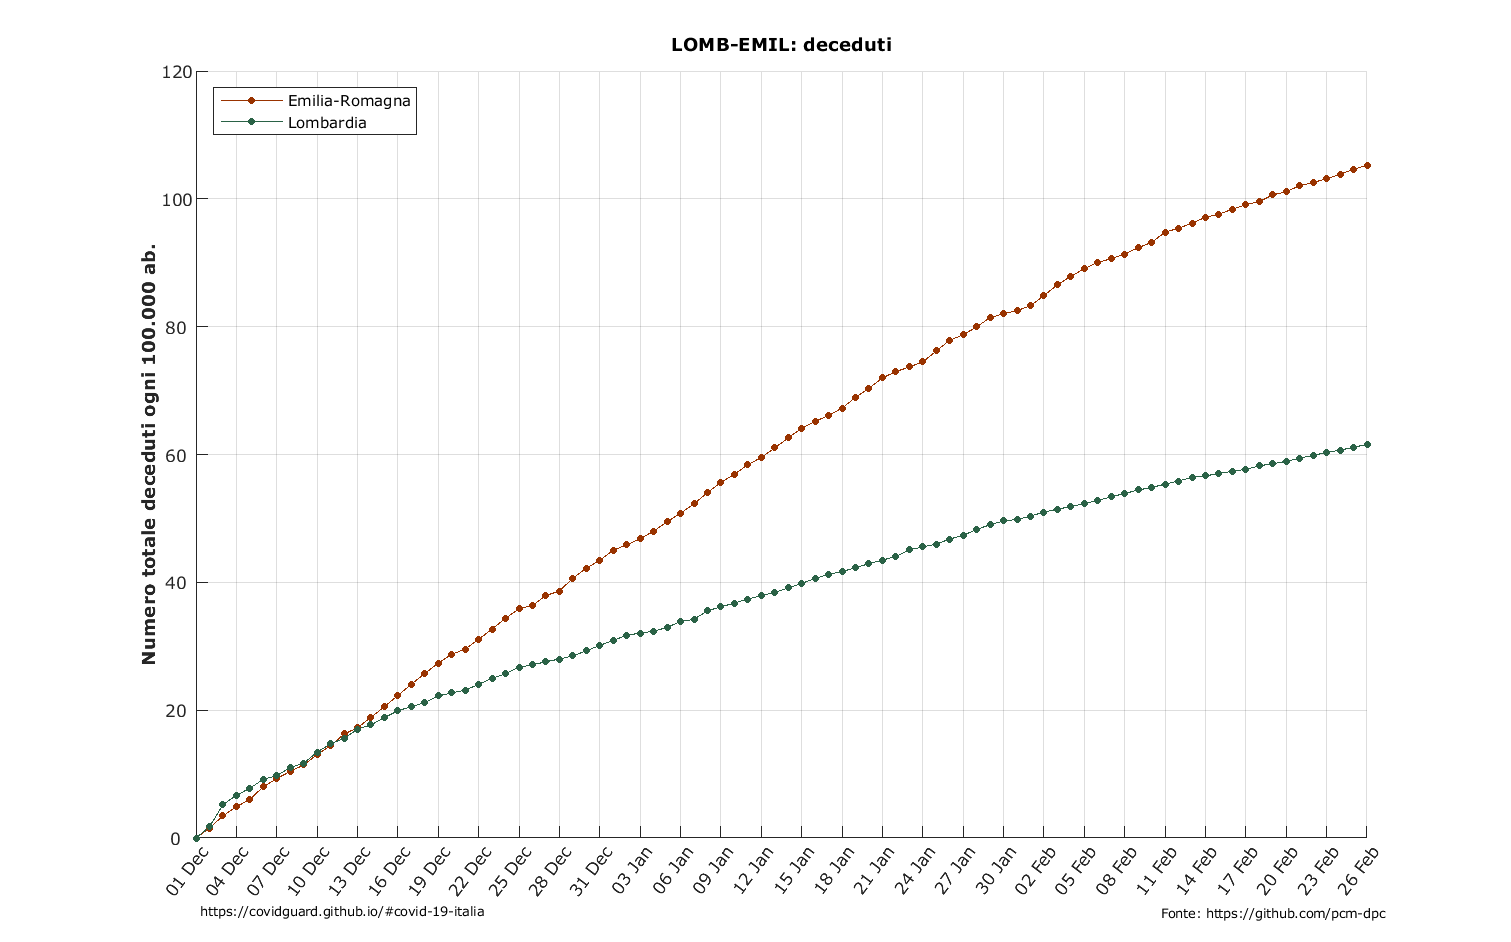 LOMB-EMIL: deceduti
Emilia-Romagna
Lombardia
Numero totale deceduti ogni 100.000 ab.
120
100
80
60
40
20
0
01 Dec
04 Dec
07 Dec
10 Dec
13 Dec
16 Dec
19 Dec
22 Dec
25 Dec
28 Dec
31 Dec
03 Jan
06 Jan
09 Jan
12 Jan
15 Jan
18 Jan
21 Jan
24 Jan
27 Jan
30 Jan
02 Feb
05 Feb
08 Feb
11 Feb
14 Feb
17 Feb
20 Feb
23 Feb
26 Feb
https://covidguard.github.io/#covid-19-italia
Fonte: https://github.com/pcm-dpc